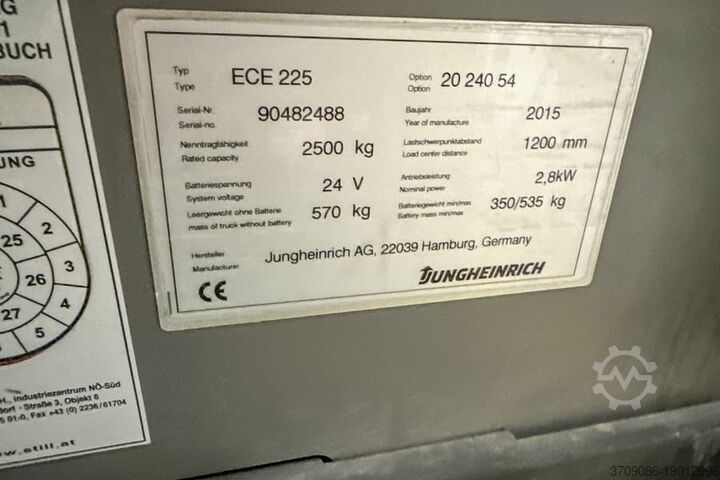 G
1
BUCH
UNG
1
25 2
3
26
4
27
5
H., Industriezentrum NÖ-Süd
dorf - Straße 3, Objekt 6
5 01-0, Fax +43 (0) 2236/61704
w.still.at
Typ
Type ECE 225 Option
Option 20 240 54
Serial-Nr.
Serial-no. 90482488 Baujahr
Year of manufacture 2015
Nenntragfähigkeit
Rated capacity 2500 kg Lastschwerpunktabstand
Load center distance 1200 mm
Batteriespannung
System voltage 24 V Antriebsleistung
Nominal power 2,8kW
Leergewicht ohne Batterie
mass of truck without battery 570 kg Batteriegewicht min/max
Battery mass min/max 350/535 kg
Hersteller
Manufacturer Jungheinrich AG, 22039 Hamburg, Germany
CE JUNGHEINRICH